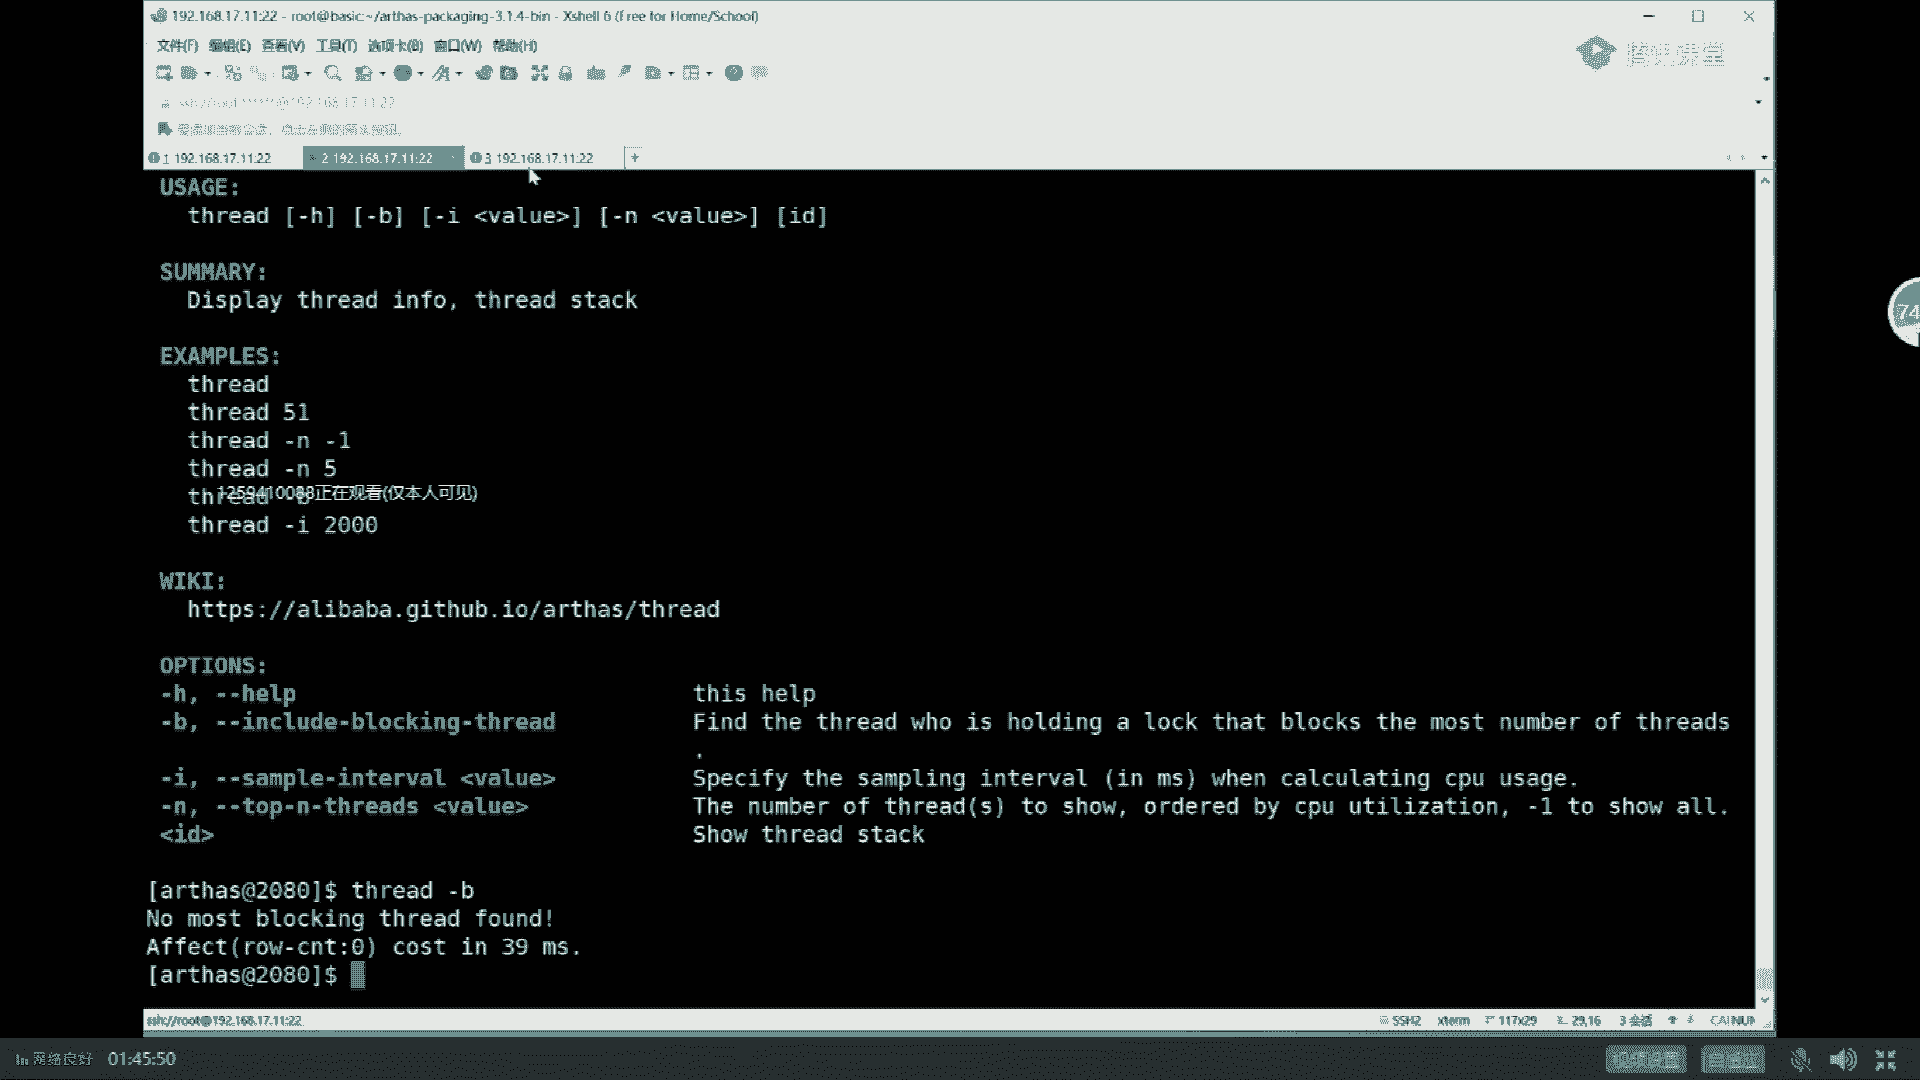 192.168.17.11:22 - root@basic:~/arthas-packaging-3.1.4-bin - Xshell 6 (Free for Home/School)
文件(F) 编辑(E) 查看(V) 工具(T) 选项卡(B) 窗口(W) 帮助(H)
腾讯课堂
ssh://root:*****@192.168.17.11:22
1 192.168.17.11:22
2 192.168.17.11:22
3 192.168.17.11:22
USAGE:
thread [-h] [-b] [-i <value>] [-n <value>] [id]
SUMMARY:
Display thread info, thread stack
EXAMPLES:
thread
thread 51
thread -n -1
thread -n 5
thread -b
1259410088正在观看(仅本人可见)
thread -i 2000
WIKI:
https://alibaba.github.io/arthas/thread
OPTIONS:
-h, --help this help
-b, --include-blocking-thread Find the thread who is holding a lock that blocks the most number of threads
.
-i, --sample-interval <value> Specify the sampling interval (in ms) when calculating cpu usage.
-n, --top-n-threads <value> The number of thread(s) to show, ordered by cpu utilization, -1 to show all.
<id> Show thread stack
[arthas@2080]$ thread -b
No most blocking thread found!
Affect(row-cnt:0) cost in 39 ms.
[arthas@2080]$
ssh://root@192.168.17.11:22
SSH2 xterm 117x29 29,16 3 会话 CAP NUM
网络良好 01:45:50
74